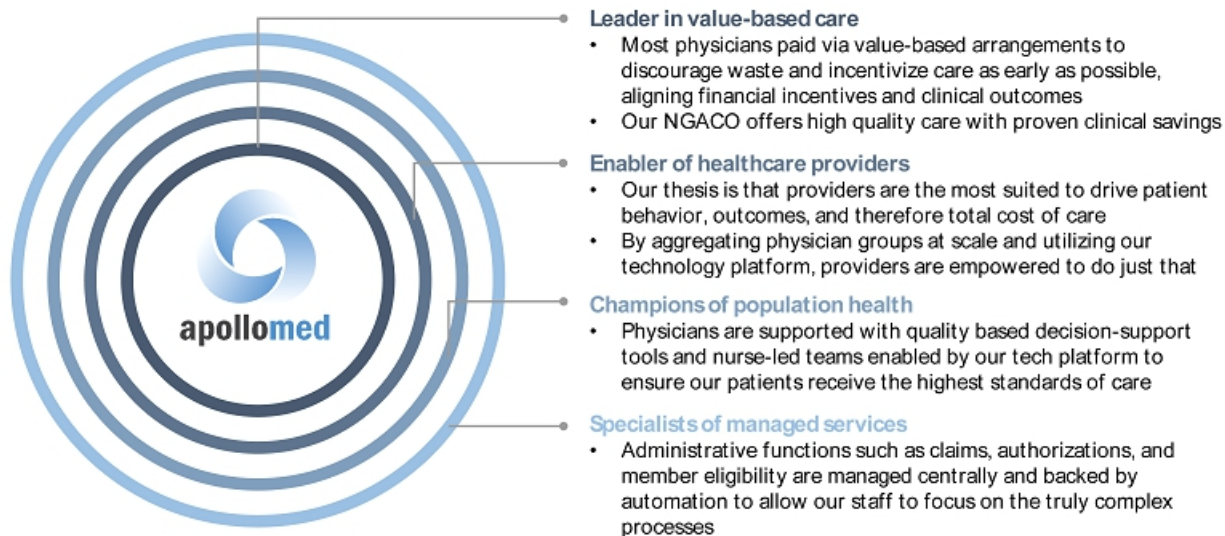 Leader in value-based care
• Most physicians paid via value-based arrangements to
discourage waste and incentivize care as early as possible,
aligning financial incentives and clinical outcomes
• Our NGACO offers high quality care with proven clinical savings
Enabler of healthcare providers
• Our thesis is that providers are the most suited to drive patient
behavior, outcomes, and therefore total cost of care
• By aggregating physician groups at scale and utilizing our
technology platform, providers are empowered to do just that
apollomed
Champions of population health
• Physicians are supported with quality based decision-support
tools and nurse-led teams enabled by our tech platform to
ensure our patients receive the highest standards of care
Specialists of managed services
• Administrative functions such as claims, authorizations, and
member eligibility are managed centrally and backed by
automation to allow our staff to focus on the truly complex
processes